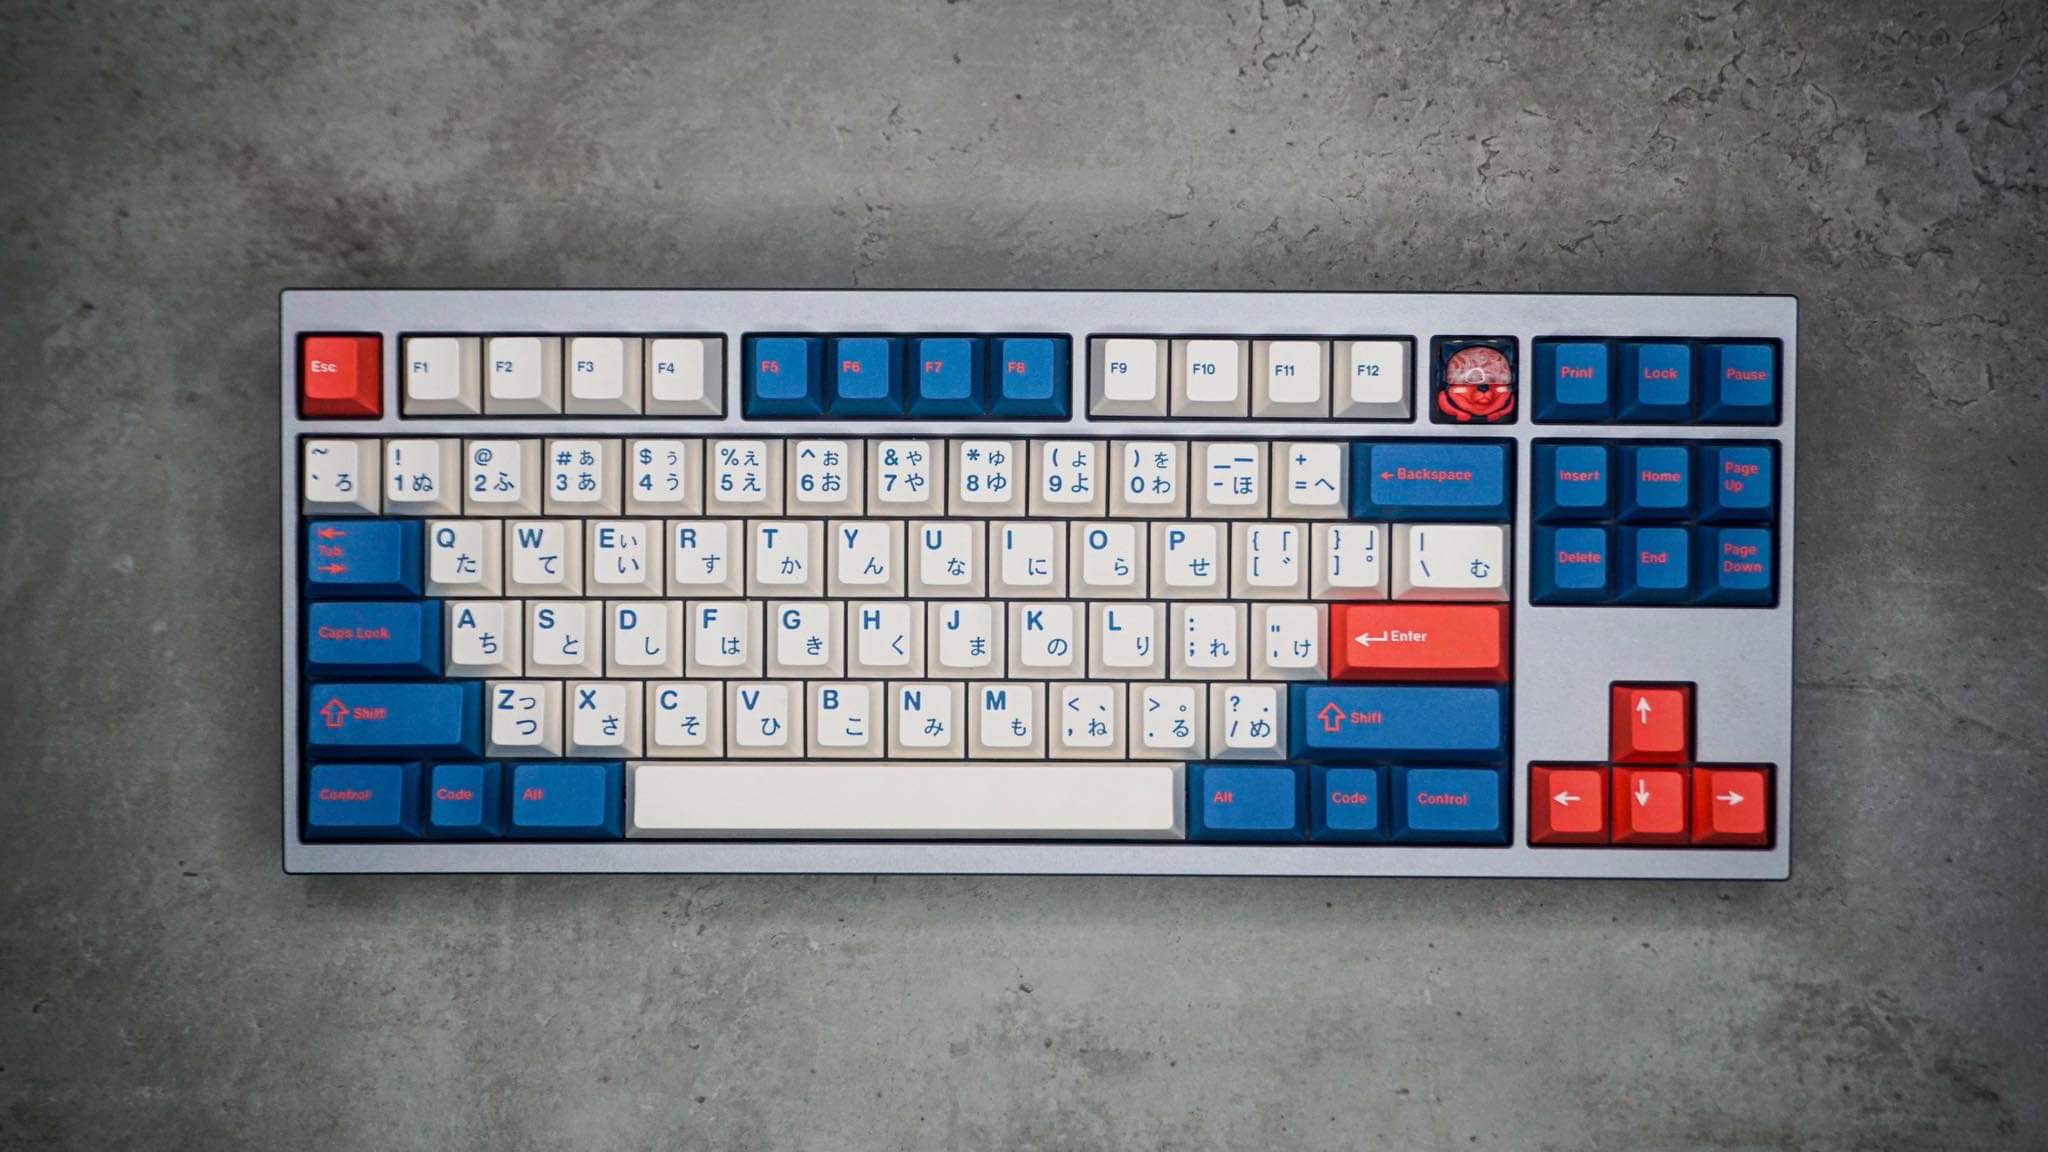 Esc F1 F2 F3 F4 F5 F6 F7 F8 F9 F10 F11 F12 Print Lock Pause
~ ` ろ ! 1 ぬ @ 2 ふ # ぁ 3 あ $ ぅ 4 う % ぇ 5 え ^ ぉ 6 お & ゃ 7 や * ゅ 8 ゆ ( ょ 9 よ ) を 0 わ _ ー - ほ + = へ ← Backspace Insert Home Page Up
Tab Q た W て E ぃ い R す T か Y ん U な I に O ら P せ { 「 [ ゛ } 」 ] ゜ | \ む Delete End Page Down
Caps Lock A ち S と D し F は G き H く J ま K の L り : ; れ " ' け Enter
Shift Z っ つ X さ C そ V ひ B こ N み M も < 、 , ね > 。 . る ? ・ / め Shift ↑
Control Code Alt Alt Code Control ← ↓ →